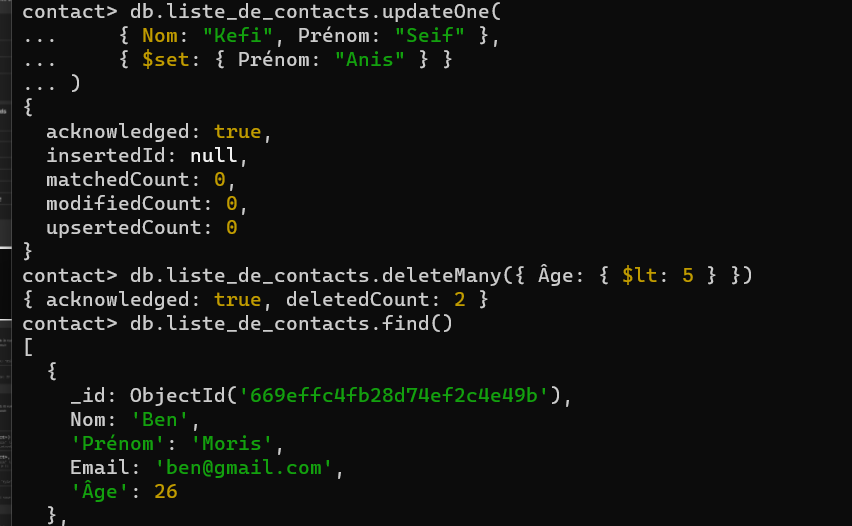 contact> db.liste_de_contacts.updateOne(
...     { Nom: "Kefi", Prénom: "Seif" },
...     { $set: { Prénom: "Anis" } }
... )
{
  acknowledged: true,
  insertedId: null,
  matchedCount: 0,
  modifiedCount: 0,
  upsertedCount: 0
}
contact> db.liste_de_contacts.deleteMany({ Âge: { $lt: 5 } })
{ acknowledged: true, deletedCount: 2 }
contact> db.liste_de_contacts.find()
[
  {
    _id: ObjectId('669effc4fb28d74ef2c4e49b'),
    Nom: 'Ben',
    'Prénom': 'Moris',
    Email: 'ben@gmail.com',
    'Âge': 26
  },